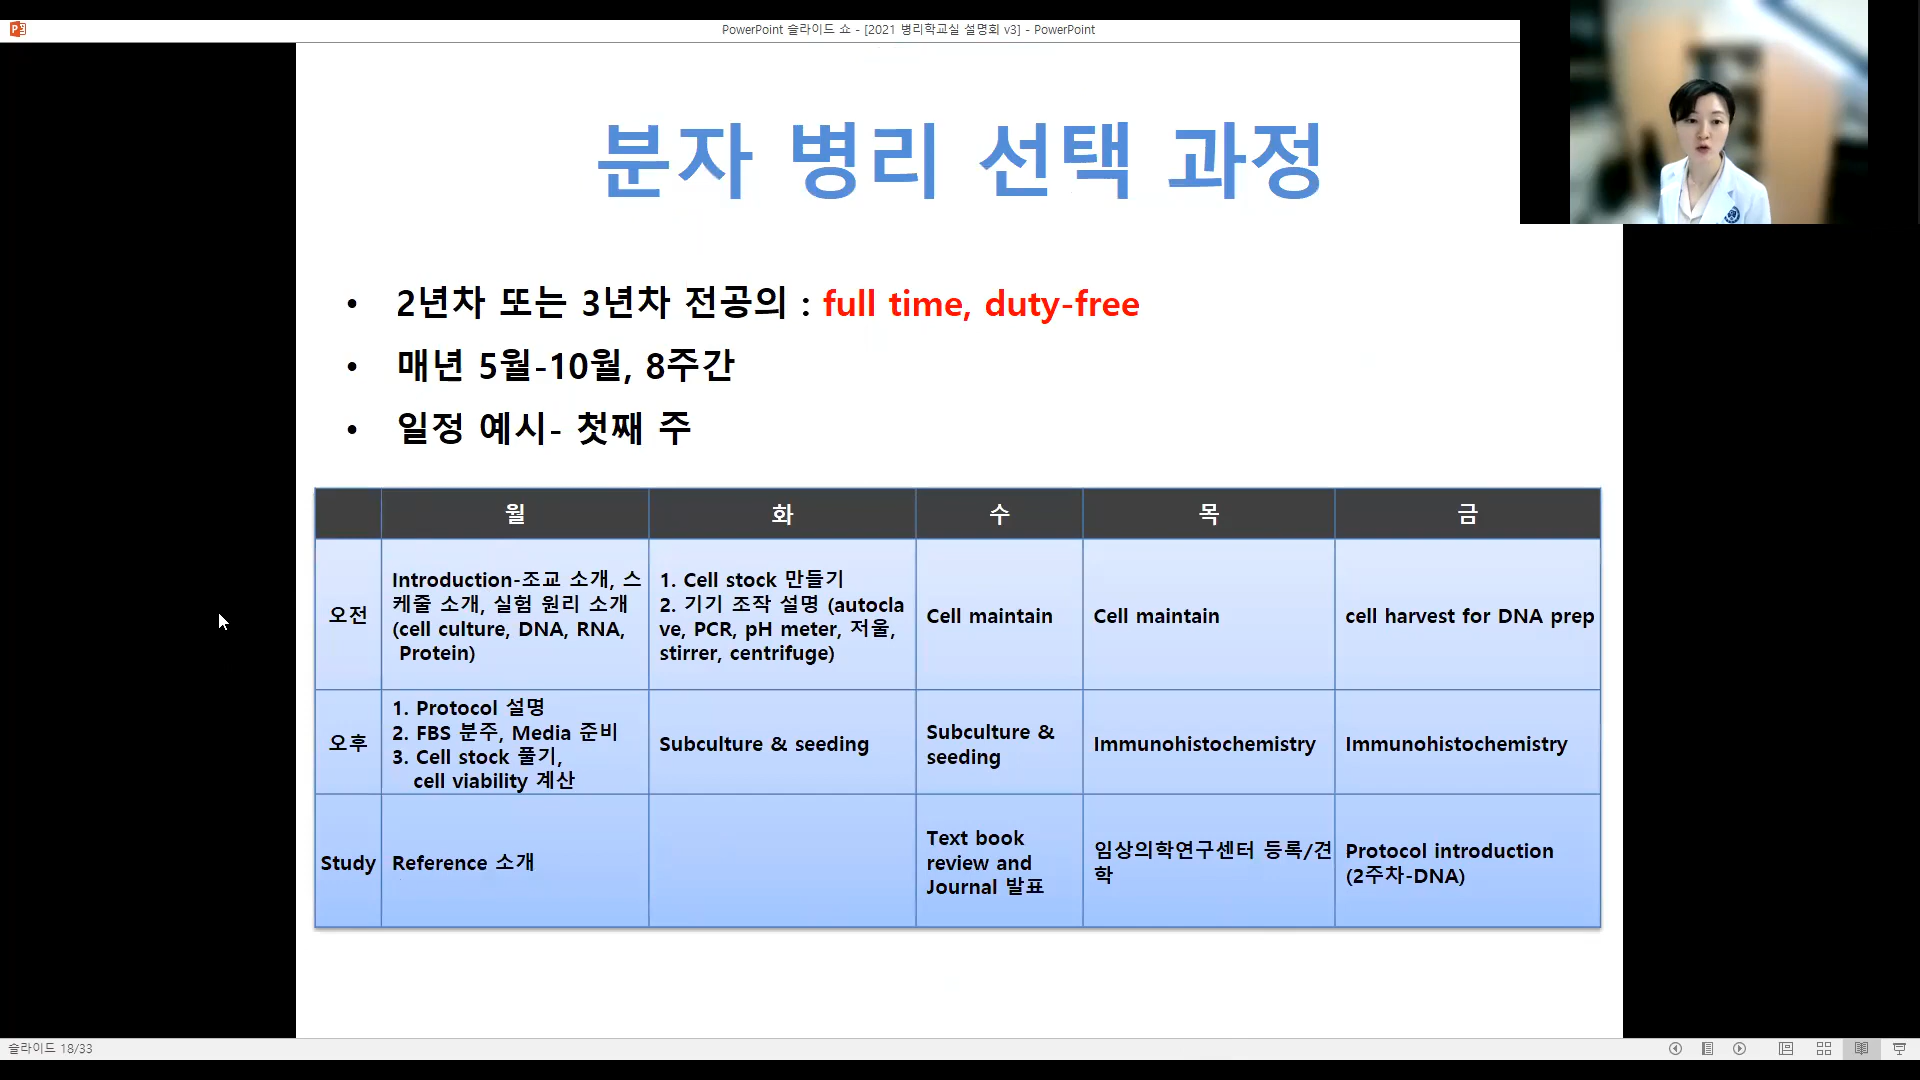 PowerPoint 슬라이드 쇼 - [2021 병리학교실 설명회 v3] - PowerPoint
분자 병리 선택 과정
• 2년차 또는 3년차 전공의 : full time, duty-free
• 매년 5월-10월, 8주간
• 일정 예시- 첫째 주
월 화 수 목 금
오전
Introduction-조교 소개, 스
케줄 소개, 실험 원리 소개
(cell culture, DNA, RNA,
Protein)
1. Cell stock 만들기
2. 기기 조작 설명 (autocla
ve, PCR, pH meter, 저울,
stirrer, centrifuge)
Cell maintain
Cell maintain
cell harvest for DNA prep
오후
1. Protocol 설명
2. FBS 분주, Media 준비
3. Cell stock 풀기,
cell viability 계산
Subculture & seeding
Subculture &
seeding
Immunohistochemistry
Immunohistochemistry
Study
Reference 소개
Text book
review and
Journal 발표
임상의학연구센터 등록/견
학
Protocol introduction
(2주차-DNA)
슬라이드 18/33